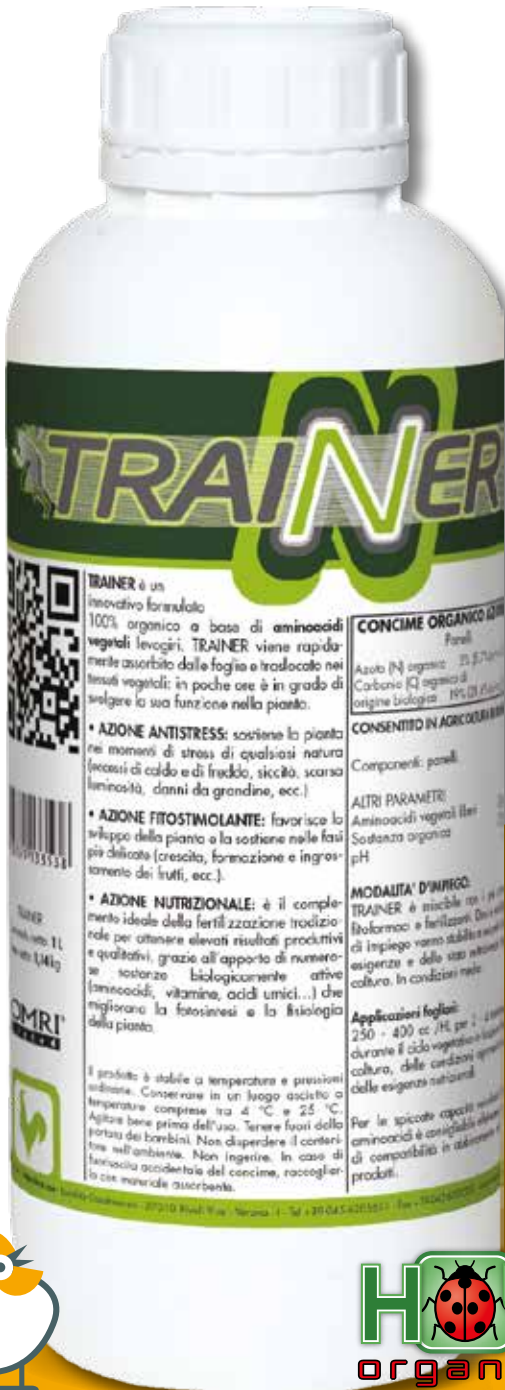 TRAINER
TRAINER è un
innovativo formulato
100% organico a base di aminoacidi
vegetali levogiri. TRAINER viene rapida-
mente assorbito dalle foglie e traslocato nei
tessuti vegetali: in poche ore è in grado di
svolgere la sua funzione nella pianta.
• AZIONE ANTISTRESS: sostiene la pianta
nei momenti di stress di qualsiasi natura
(eccessi di caldo e di freddo, siccità, scarsa
luminosità, danni da grandine, ecc.)
• AZIONE FITOSTIMOLANTE: favorisce lo
sviluppo della pianta e la sostiene nelle fasi
più delicate (crescita, formazione e ingros-
samento dei frutti, ecc.).
• AZIONE NUTRIZIONALE: è il comple-
mento ideale della fertilizzazione tradizio-
nale per ottenere elevati risultati produttivi
e qualitativi, grazie all'apporto di numero-
se sostanze biologicamente attive
(aminoacidi, vitamine, acidi umici...) che
migliorano la fotosintesi e la fisiologia
della pianta.
Il prodotto è stabile a temperatura e pressioni
ordinarie. Conservare in un luogo asciutto a
temperature comprese tra 4 °C e 25 °C.
Agitare bene prima dell'uso. Tenere fuori dalla
portata dei bambini. Non disperdere il conteni-
tore nell'ambiente. Non ingerire. In caso di
fuoriuscita accidentale del concime, raccoglier-
lo con materiale assorbente.
TRAINER
1 L
1,14kg
OMRI
CONCIME ORGANICO
Panelli
Azoto (N) organico
Carbonio (C) organico di
origine biologica
CONSENTITO IN AGRICOLTURA
Componenti: panelli.
ALTRI PARAMETRI
Aminoacidi vegetali liberi
Sostanza organica
pH
MODALITA' D'IMPIEGO:
TRAINER è miscibile con i più
fitofarmaci e fertilizzanti.
di impiego vanno stabilite
esigenze e dello stato
coltura. In condizioni
Applicazioni fogliari:
250 - 400 cc /HL per
durante il ciclo vegetativo
coltura, delle condizioni
delle esigenze nutrizionali.
Per le spiccate capacità
aminoacidi è consigliabile
di compatibilità in
prodotti.
H
organ